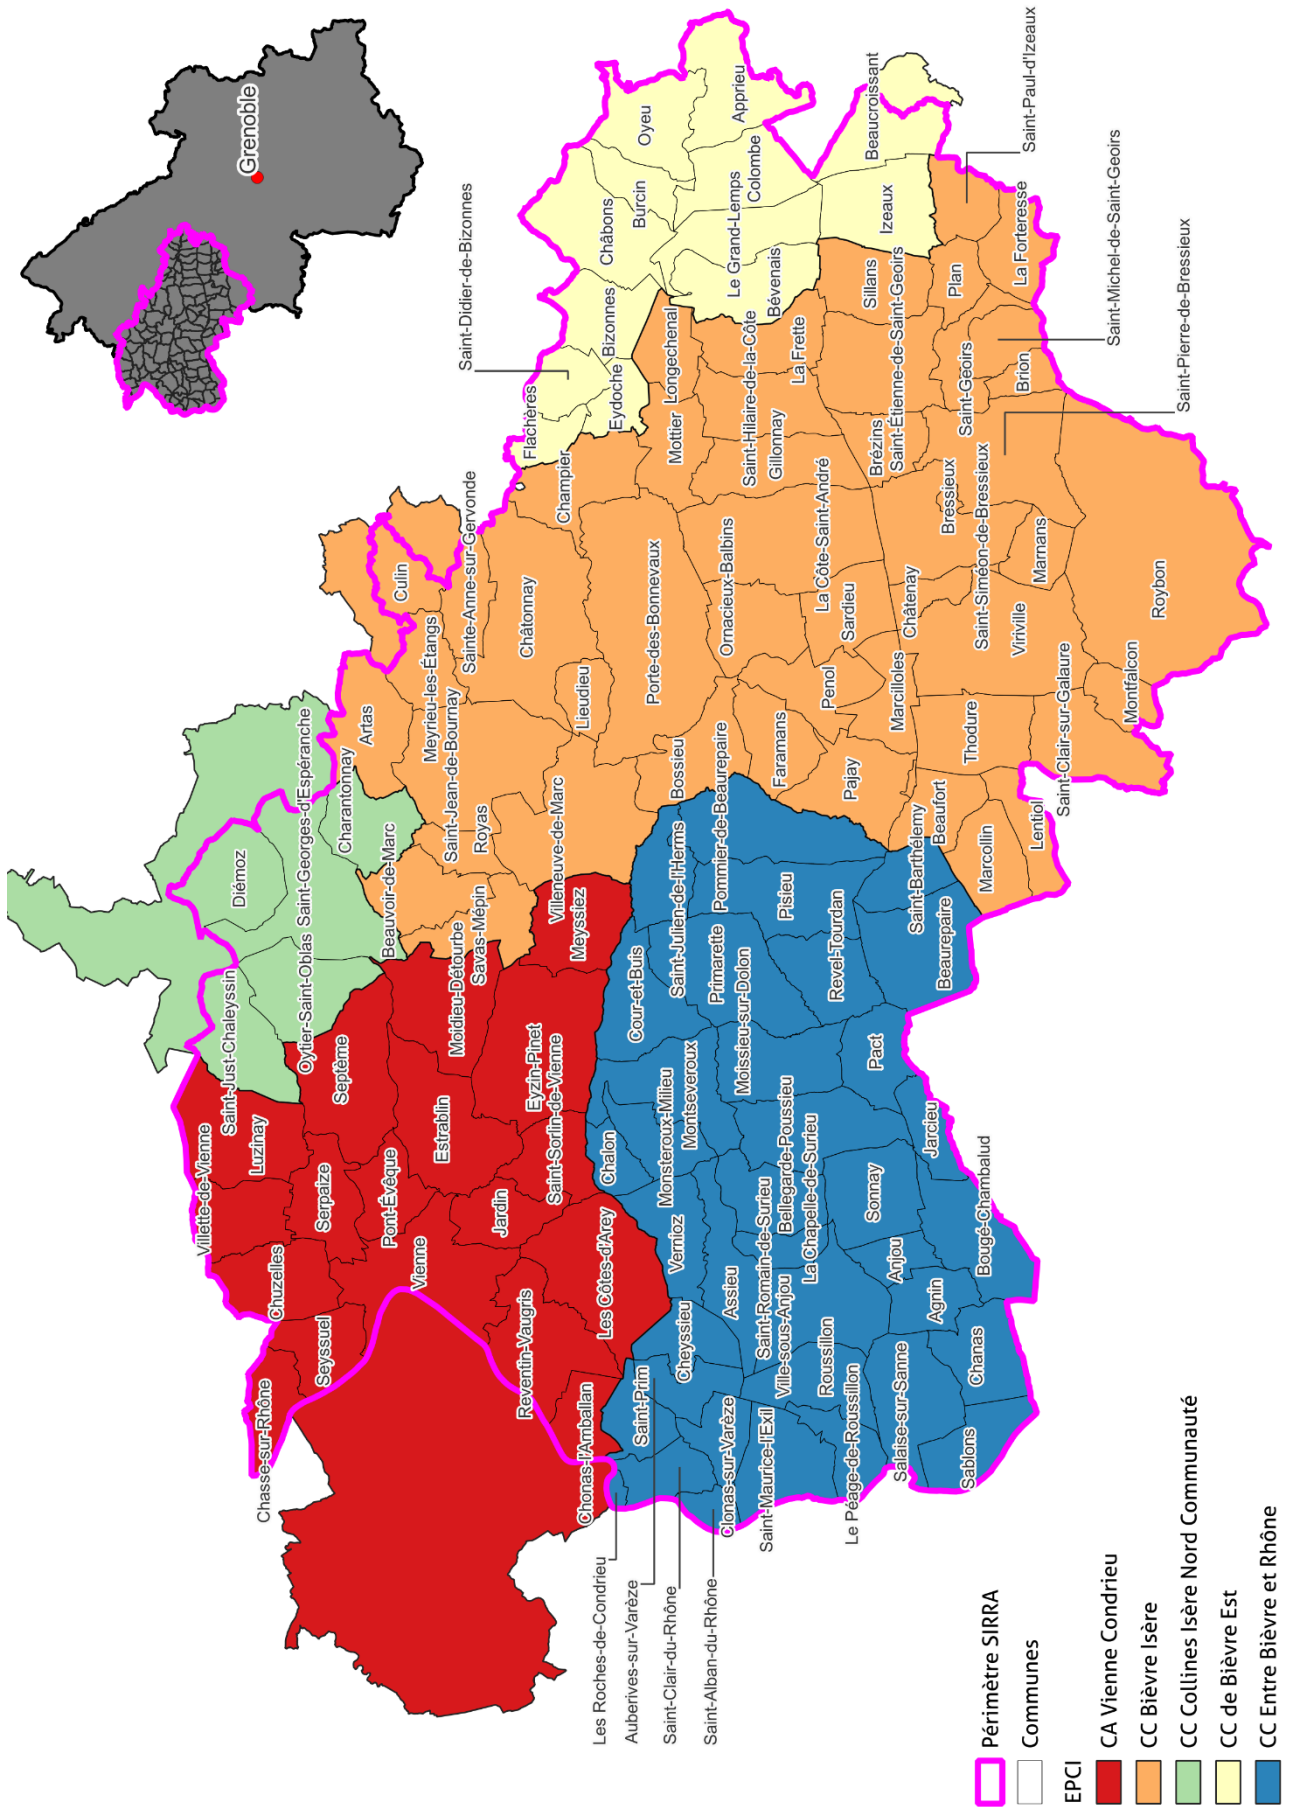 Grenoble
Saint-Didier-de-Bizonnes
Oyeu
Apprieu
Châbons
Burcin
Le Grand-Lemps
Colombe
Beaucroissant
Saint-Paul-d'Izeaux
Bizonnes
Bévenais
Izeaux
Flachères
Eydoche
Longechenal
Mottier
Saint-Hilaire-de-la-Côte
La Frette
Gillonnay
Sillans
Saint-Étienne-de-Saint-Geoirs
Brézins
Plan
La Forteresse
Saint-Michel-de-Saint-Geoirs
Saint-Geoirs
Brion
Saint-Pierre-de-Bressieux
Champier
Culin
Sainte-Anne-sur-Gervonde
Châtonnay
Meyrieu-les-Étangs
Artas
Saint-Jean-de-Bournay
Royas
Lieudieu
Villeneuve-de-Marc
Porte-des-Bonnevaux
Ornacieux-Balbins
La Côte-Saint-André
Sardieu
Bressieux
Saint-Siméon-de-Bressieux
Marnans
Châtenay
Viriville
Roybon
Penol
Marcilloles
Thodure
Montfalcon
Saint-Clair-sur-Galaure
Bossieu
Faramans
Pajay
Beaufort
Marcollin
Lentiol
Beauvoir-de-Marc
Savas-Mépin
Charantonnay
Saint-Georges-d'Espéranche
Diémoz
Oytier-Saint-Oblas
Saint-Just-Chaleyssin
Moidieu-Détourbe
Meyssiez
Septème
Eyzin-Pinet
Saint-Sorlin-de-Vienne
Estrablin
Luzinay
Villette-de-Vienne
Serpaize
Pont-Évêque
Jardin
Chuzelles
Vienne
Les Côtes-d'Arey
Seyssuel
Reventin-Vaugris
Chasse-sur-Rhône
Chonas-l'Amballan
Saint-Julien-de-l'Herms
Pommier-de-Beaurepaire
Cour-et-Buis
Primarette
Pisieu
Revel-Tourdan
Saint-Barthélemy
Beaurepaire
Moissieu-sur-Dolon
Pact
Chalon
Monsteroux-Milieu
Montseveroux
Bellegarde-Poussieu
La Chapelle-de-Surieu
Jarcieu
Sonnay
Bougé-Chambalud
Vernioz
Assieu
Saint-Romain-de-Surieu
Ville-sous-Anjou
Anjou
Agnin
Cheyssieu
Roussillon
Chanas
Saint-Prim
Clonas-sur-Varèze
Saint-Maurice-l'Exil
Le Péage-de-Roussillon
Salaise-sur-Sanne
Sablons
Les Roches-de-Condrieu
Auberives-sur-Varèze
Saint-Clair-du-Rhône
Saint-Alban-du-Rhône
Périmètre SIRRA
Communes
EPCI
CA Vienne Condrieu
CC Bièvre Isère
CC Collines Isère Nord Communauté
CC de Bièvre Est
CC Entre Bièvre et Rhône